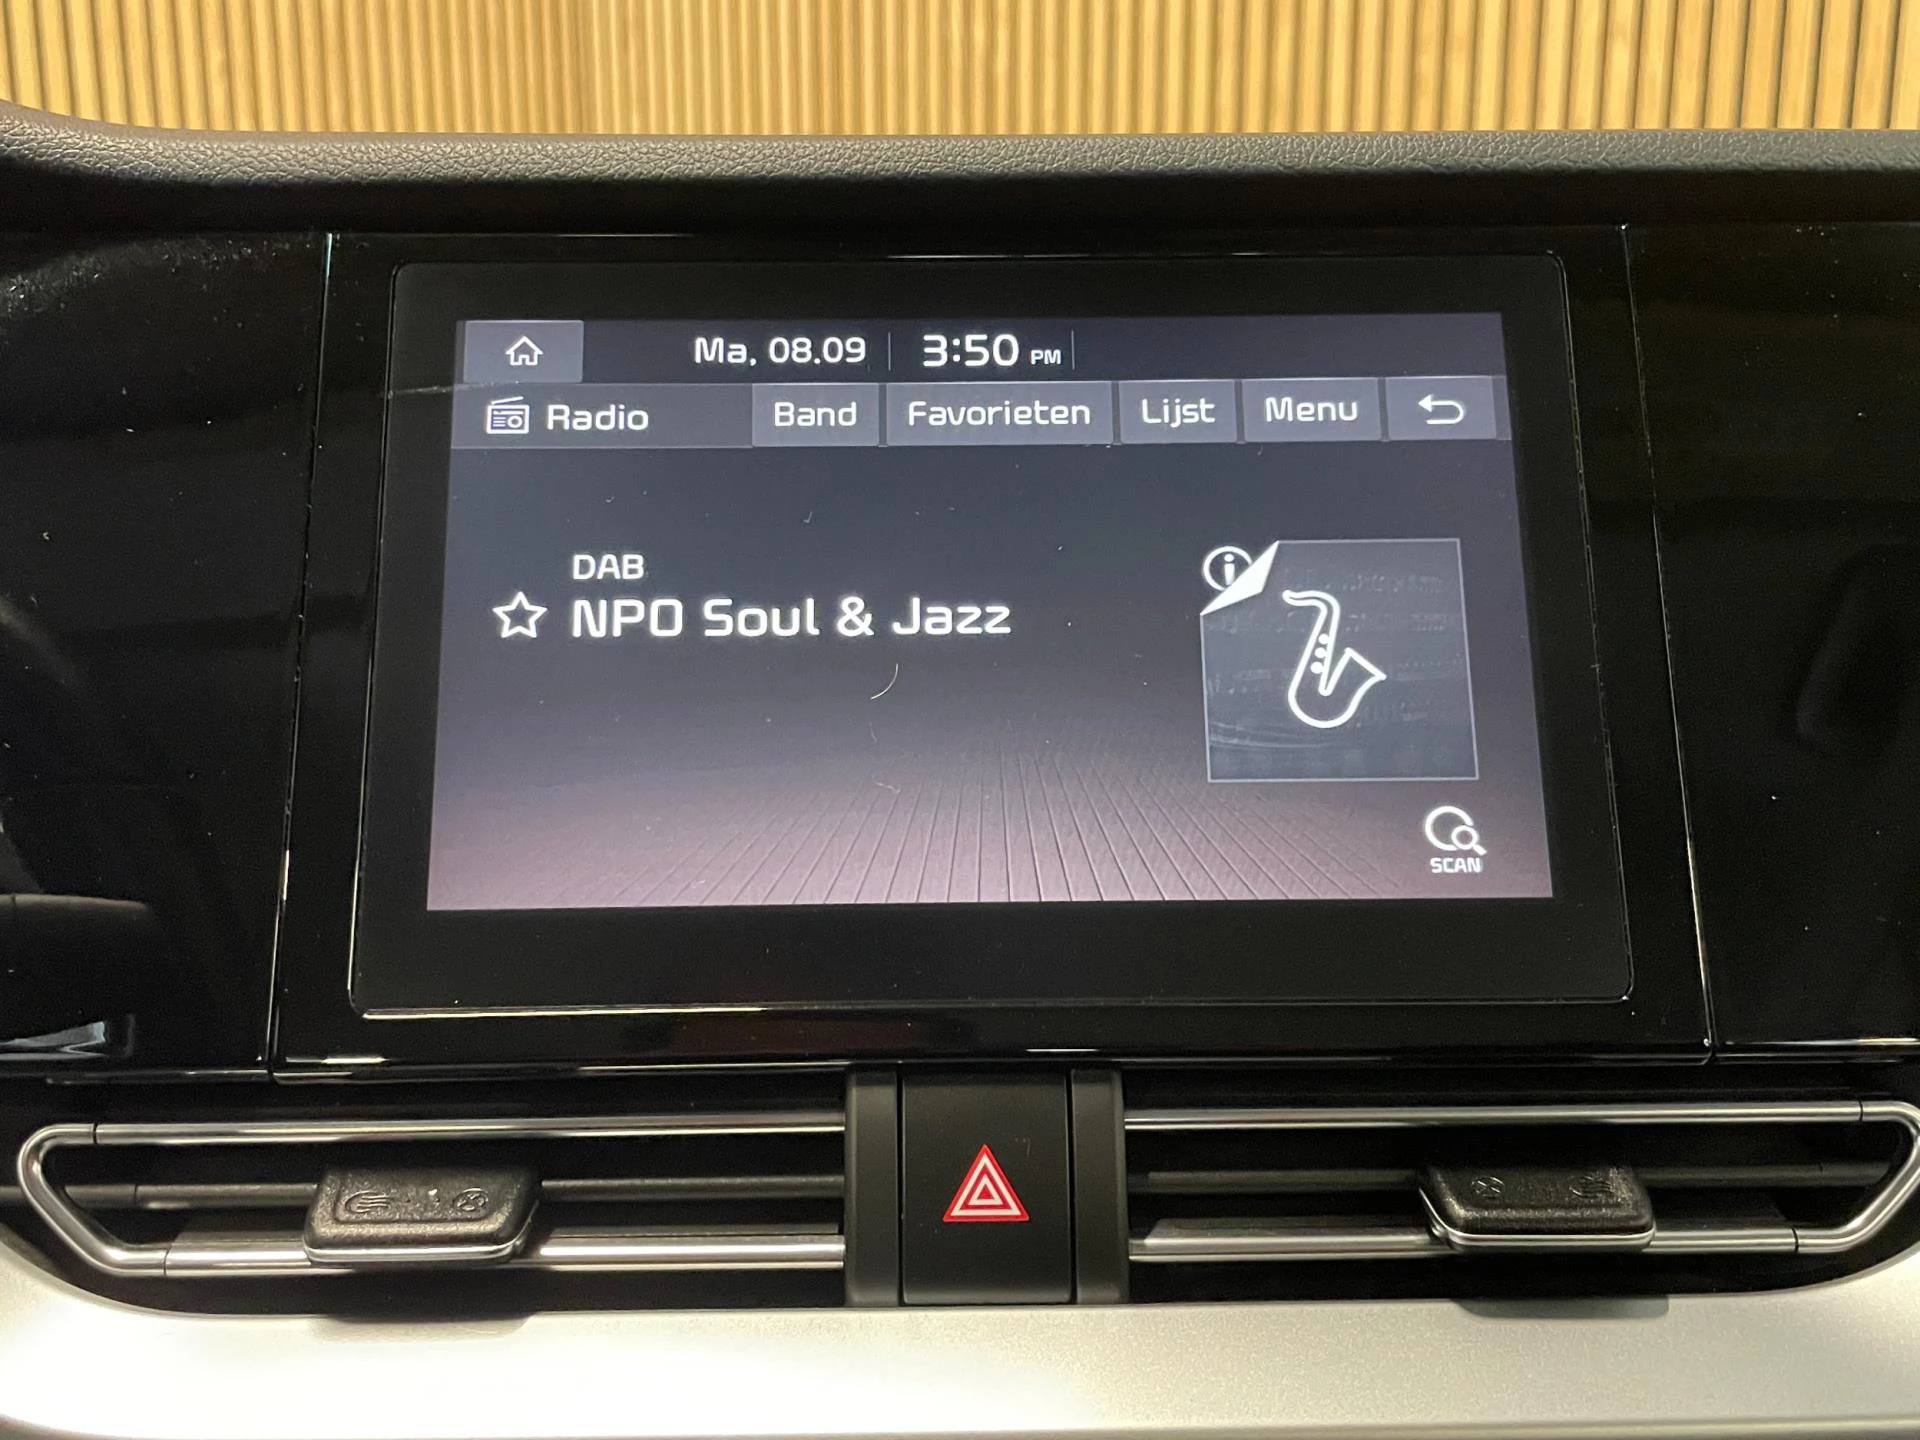 Ma, 08.09 3:50 PM
Radio Band Favorieten Lijst Menu
DAB
NPO Soul & Jazz
SCAN